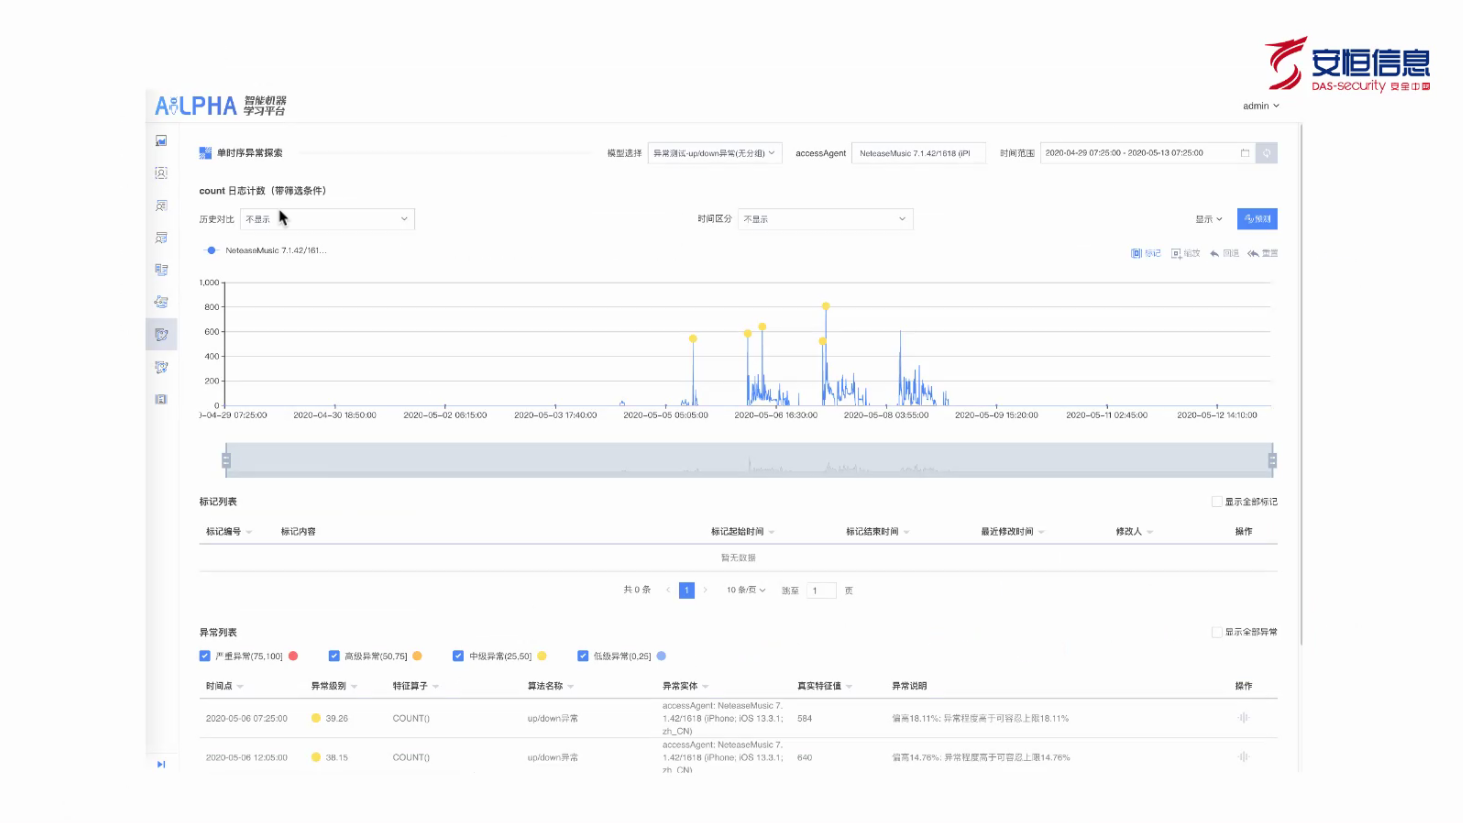 安恒信息
DAS-security 安全中国
AiLPHA 智能机器学习平台
admin
单时序异常探索
模型选择 异常测试-up/down异常(无分组) accessAgent NeteaseMusic 7.1.42/1618 (iPl 时间范围 2020-04-29 07:25:00 - 2020-05-13 07:25:00
count 日志计数（带筛选条件）
历史对比 不显示 时间区分 不显示 显示 预测
NeteaseMusic 7.1.42/161...
标记 缩放 回退 重置
1,000
800
600
400
200
0
)-04-29 07:25:00 2020-04-30 18:50:00 2020-05-02 06:15:00 2020-05-03 17:40:00 2020-05-05 05:05:00 2020-05-06 16:30:00 2020-05-08 03:55:00 2020-05-09 15:20:00 2020-05-11 02:45:00 2020-05-12 14:10:00
标记列表 显示全部标记
标记编号 标记内容 标记起始时间 标记结束时间 最近修改时间 修改人 操作
暂无数据
共 0 条 < 1 > 10 条/页 跳至 1 页
异常列表 显示全部异常
严重异常(75,100] 高级异常(50,75] 中级异常(25,50] 低级异常(0,25]
时间点 异常级别 特征算子 算法名称 异常实体 真实特征值 异常说明 操作
2020-05-06 07:25:00 39.26 COUNT() up/down异常 accessAgent: NeteaseMusic 7.1.42/1618 (iPhone; iOS 13.3.1; zh_CN) 584 偏高18.11%; 异常程度高于可容忍上限18.11%
2020-05-06 12:05:00 38.15 COUNT() up/down异常 accessAgent: NeteaseMusic 7.1.42/1618 (iPhone; iOS 13.3.1; zh_CN) 640 偏高14.76%; 异常程度高于可容忍上限14.76%